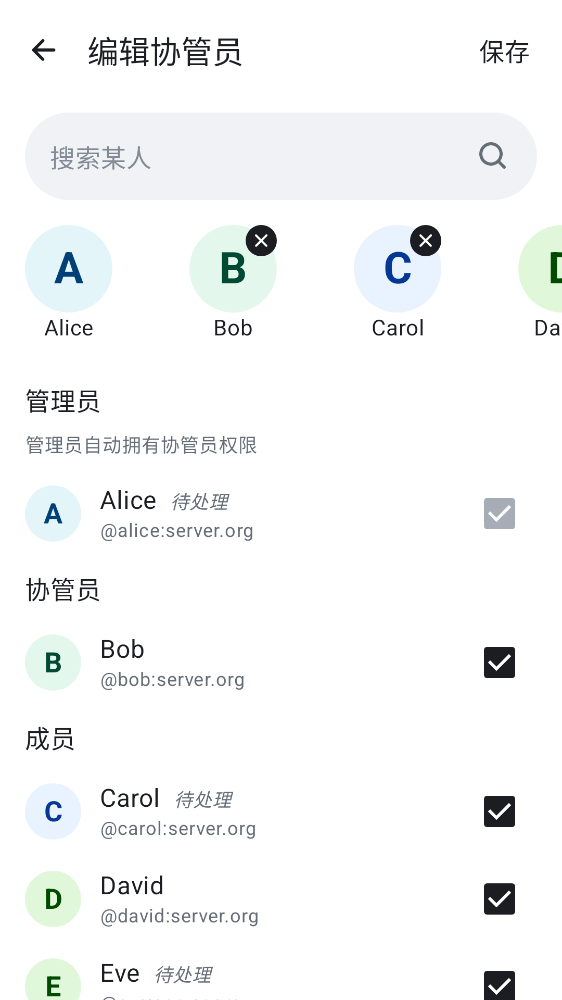 编辑协管员 保存
搜索某人
A B C
Alice Bob Carol Da
管理员
管理员自动拥有协管员权限
A Alice 待处理
@alice:server.org
协管员
B Bob
@bob:server.org
成员
C Carol 待处理
@carol:server.org
D David
@david:server.org
E Eve 待处理